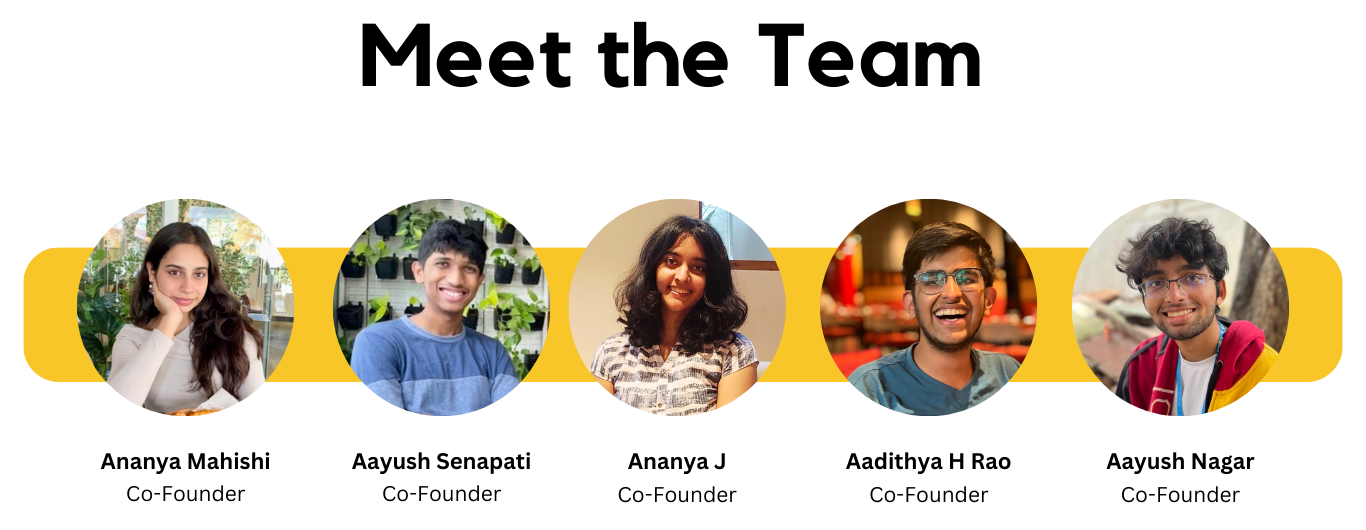 Meet the Team
Ananya Mahishi
Co-Founder
Aayush Senapati
Co-Founder
Ananya J
Co-Founder
Aadithya H Rao
Co-Founder
Aayush Nagar
Co-Founder